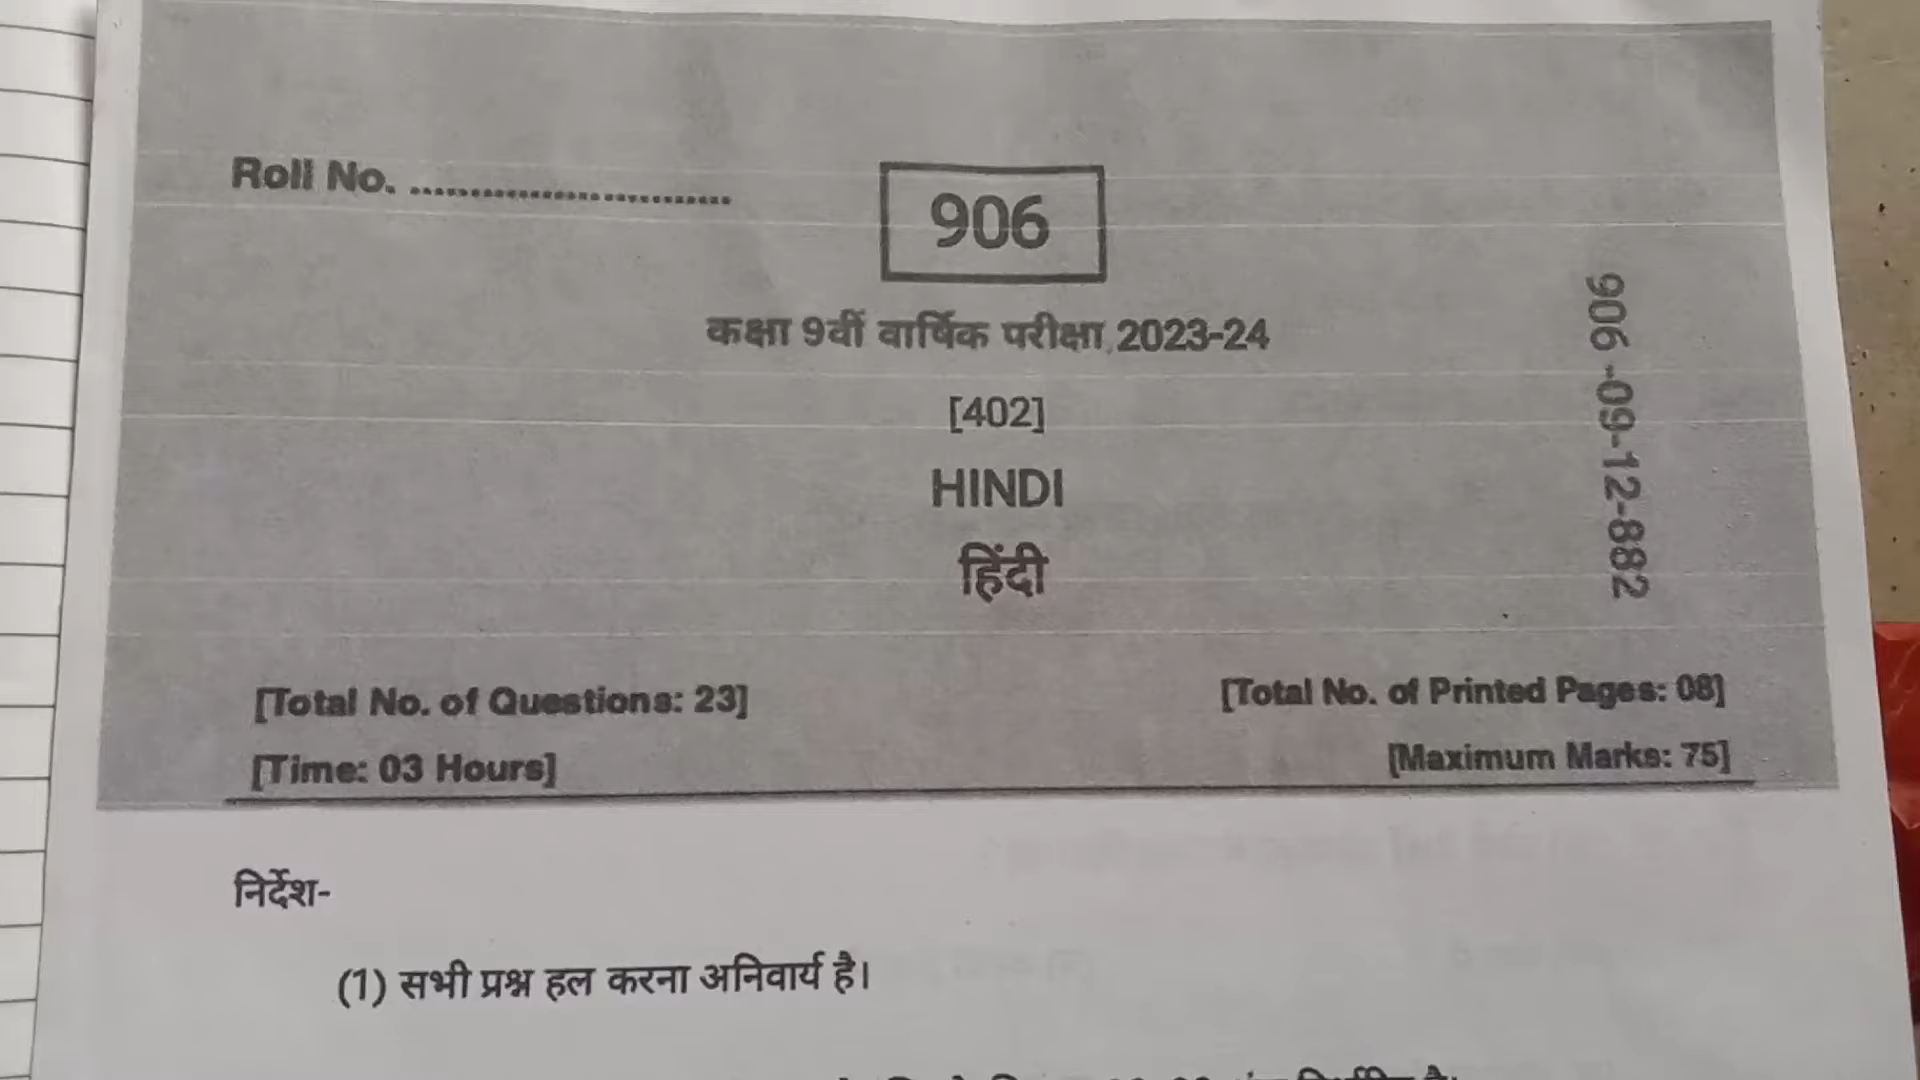 Roll No. ................................
906
कक्षा 9वीं वार्षिक परीक्षा 2023-24
[402]
HINDI
हिंदी
906 -09-12-882
[Total No. of Questions: 23] [Total No. of Printed Pages: 08]
[Time: 03 Hours] [Maximum Marks: 75]
निर्देश-
(1) सभी प्रश्न हल करना अनिवार्य है।